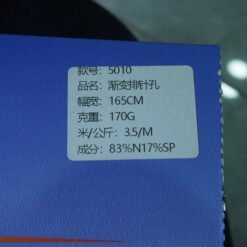 款号: 5010
品名: 渐变排针孔
幅宽: 165CM
克重: 170G
米/公斤: 3.5/M
成分: 83%N17%SP